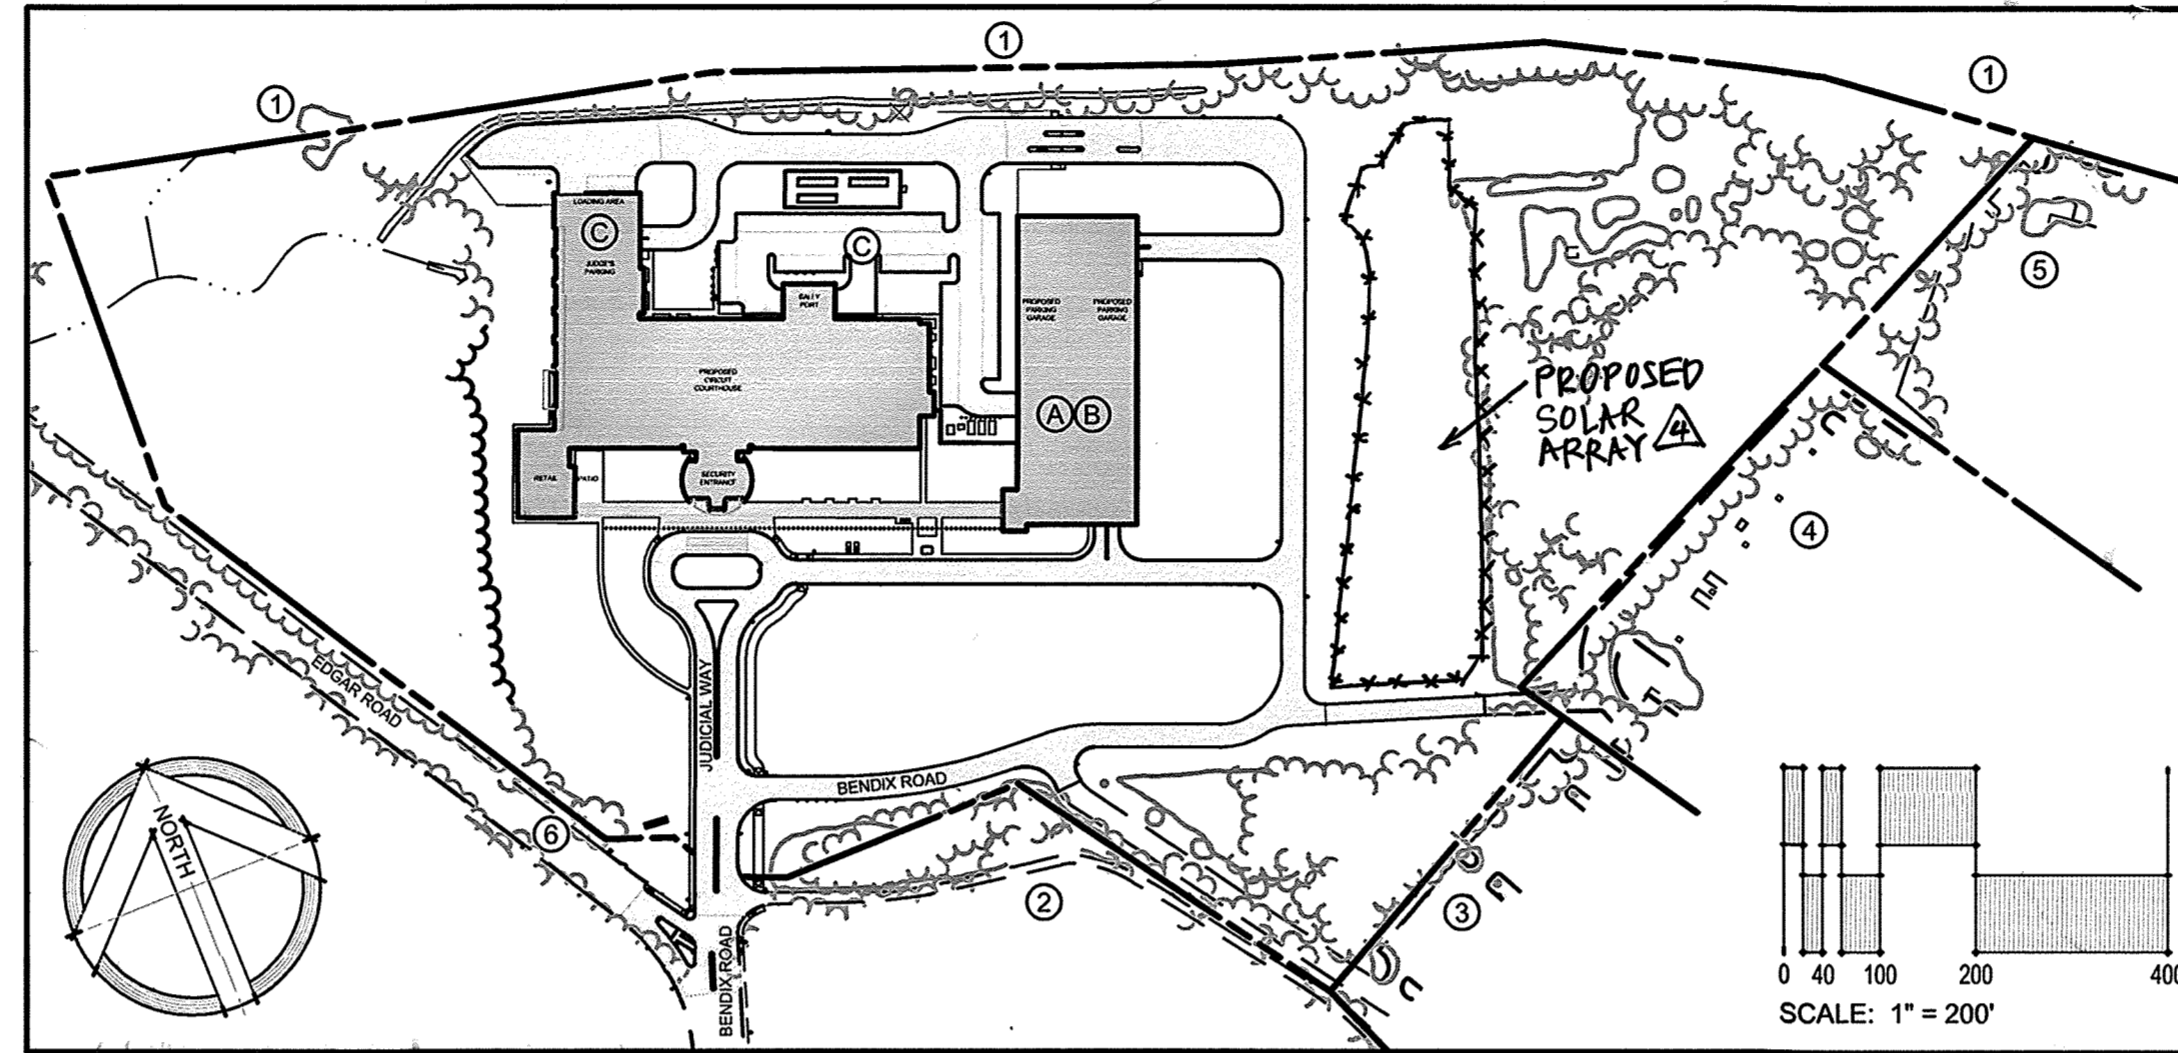 1
1
1
LOADING AREA
C
JUDGE'S
PARKING
C
SALLY
PORT
5
PROPOSED
PARKING
GARAGE
PROPOSED
PARKING
GARAGE
PROPOSED
CIRCUIT
COURTHOUSE
PROPOSED
SOLAR
ARRAY 4
A B
RETAIL
PATIO
SECURITY
ENTRANCE
4
EDGAR ROAD
JUDICIAL WAY
BENDIX ROAD
NORTH
6
2
3
BENDIX ROAD
0 40 100 200 400
SCALE: 1" = 200'